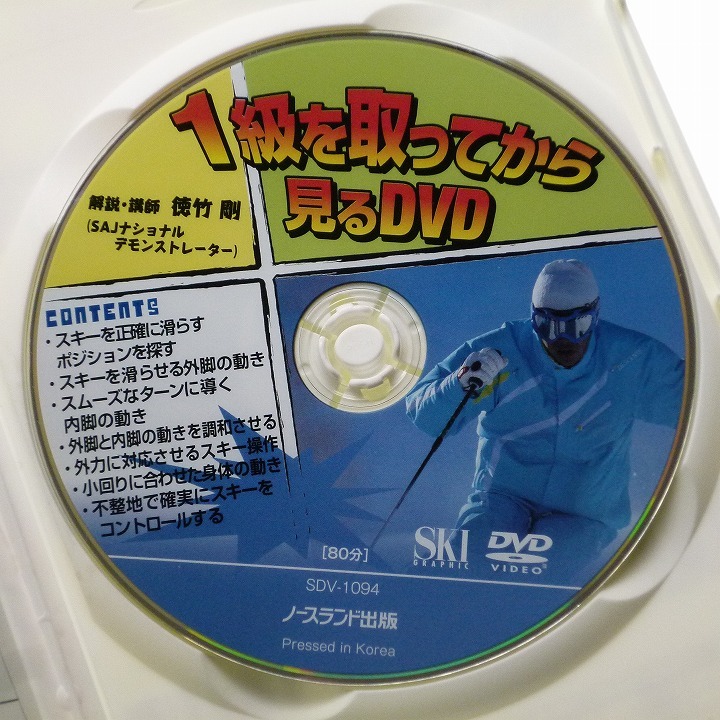 1級を取ってから
見るDVD
解説・講師 徳竹 剛
(SAJナショナル
デモンストレーター)
CONTENTS
・スキーを正確に滑らす
ポジションを探す
・スキーを滑らせる外脚の動き
・スムーズなターンに導く
内脚の動き
・外脚と内脚の動きを調和させる
・外力に対応させるスキー操作
・小回りに合わせた身体の動き
・不整地で確実にスキーを
コントロールする
[80分]
SKI
GRAPHIC
DVD
VIDEO
SDV-1094
ノースランド出版
Pressed in Korea